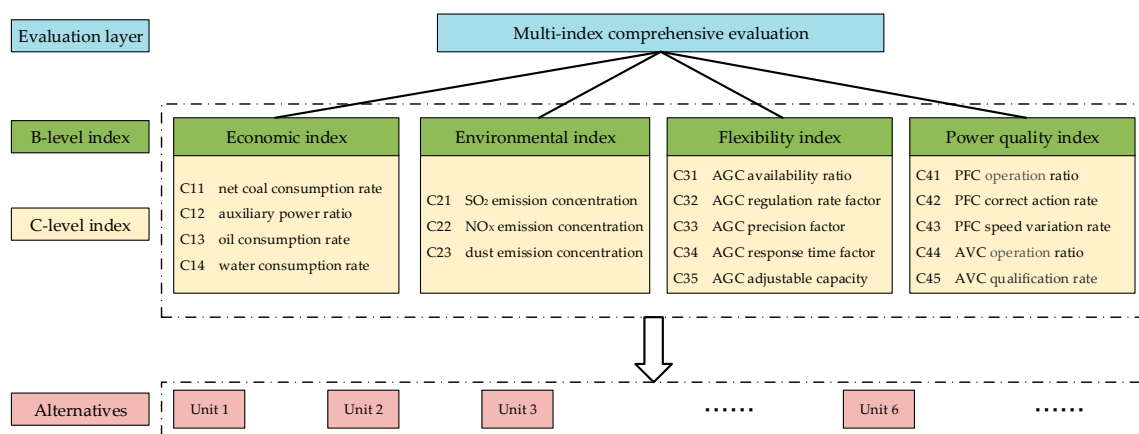 Evaluation layer
Multi-index comprehensive evaluation
B-level index
Economic index
Environmental index
Flexibility index
Power quality index
C-level index
C11 net coal consumption rate
C12 auxiliary power ratio
C13 oil consumption rate
C14 water consumption rate
C21 SO₂ emission concentration
C22 NOx emission concentration
C23 dust emission concentration
C31 AGC availability ratio
C32 AGC regulation rate factor
C33 AGC precision factor
C34 AGC response time factor
C35 AGC adjustable capacity
C41 PFC operation ratio
C42 PFC correct action rate
C43 PFC speed variation rate
C44 AVC operation ratio
C45 AVC qualification rate
Alternatives
Unit 1
Unit 2
Unit 3
······
Unit 6
······